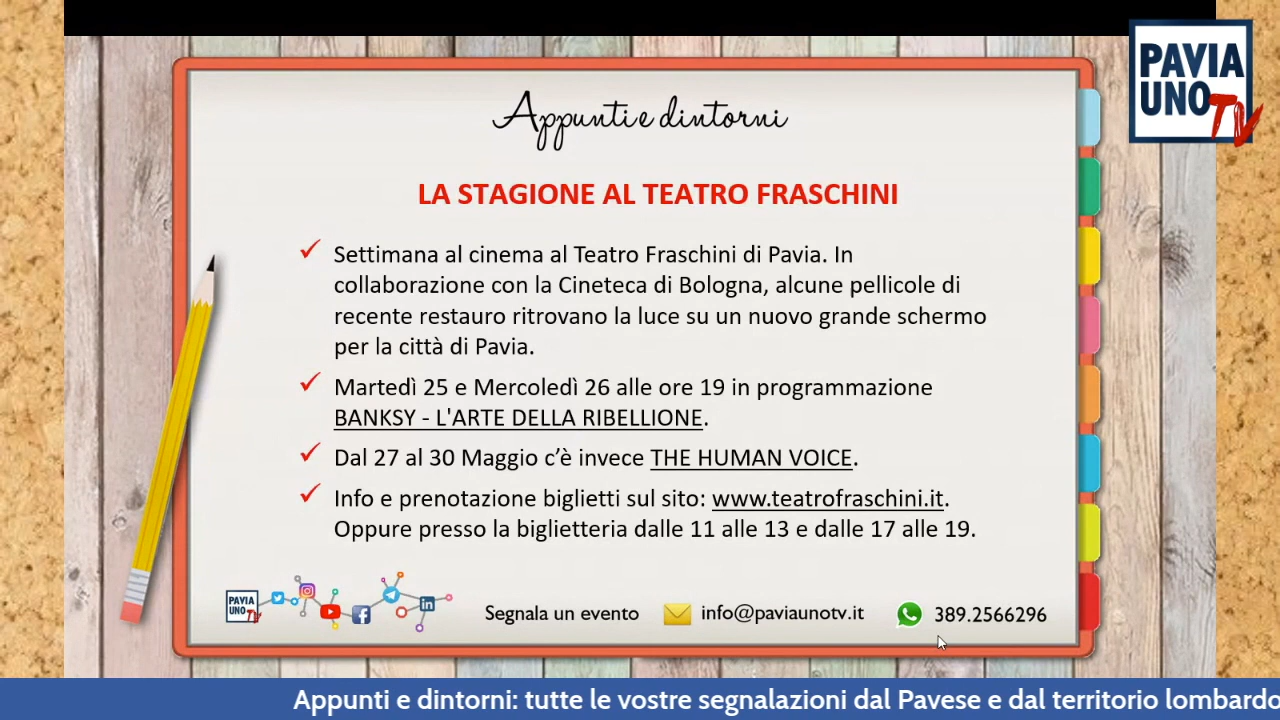 PAVIA
UNO
TV
Appunti e dintorni
LA STAGIONE AL TEATRO FRASCHINI
Settimana al cinema al Teatro Fraschini di Pavia. In
collaborazione con la Cineteca di Bologna, alcune pellicole di
recente restauro ritrovano la luce su un nuovo grande schermo
per la città di Pavia.
Martedì 25 e Mercoledì 26 alle ore 19 in programmazione
BANKSY - L'ARTE DELLA RIBELLIONE.
Dal 27 al 30 Maggio c’è invece THE HUMAN VOICE.
Info e prenotazione biglietti sul sito: www.teatrofraschini.it.
Oppure presso la biglietteria dalle 11 alle 13 e dalle 17 alle 19.
PAVIA
UNO
TV
in
Segnala un evento info@paviaunotv.it 389.2566296
Appunti e dintorni: tutte le vostre segnalazioni dal Pavese e dal territorio lombardo